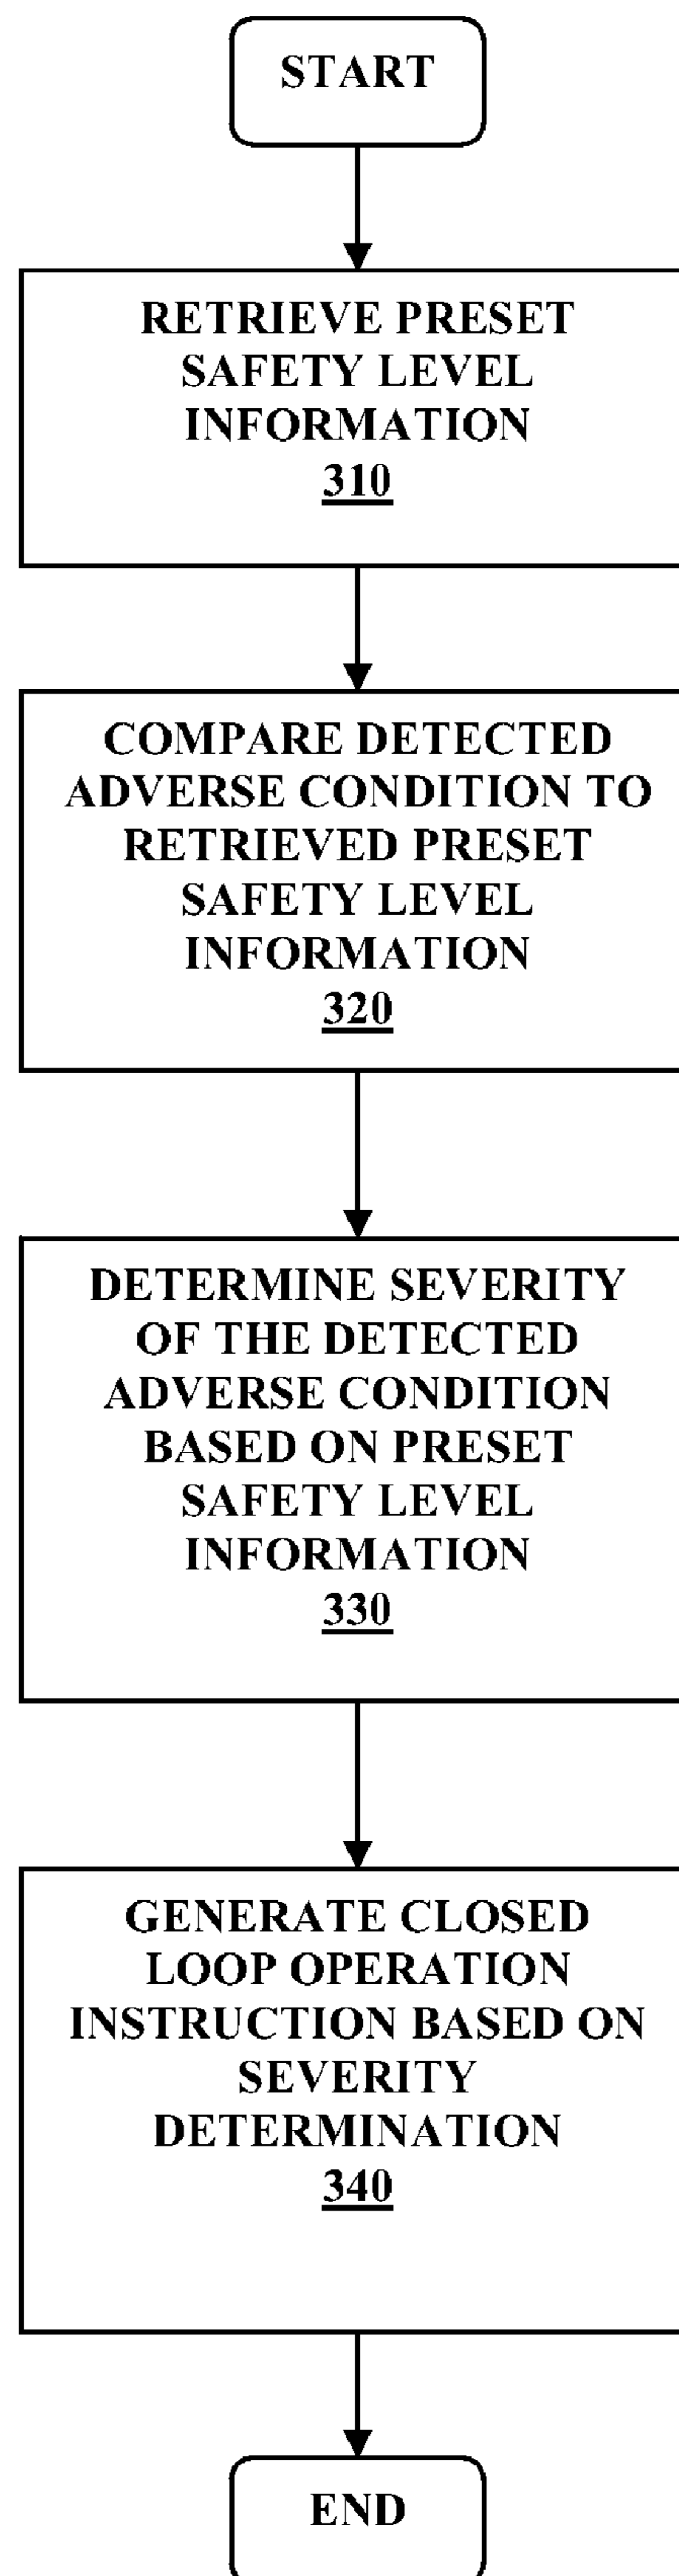 START
RETRIEVE PRESET
SAFETY LEVEL
INFORMATION
310
COMPARE DETECTED
ADVERSE CONDITION TO
RETRIEVED PRESET
SAFETY LEVEL
INFORMATION
320
DETERMINE SEVERITY
OF THE DETECTED
ADVERSE CONDITION
BASED ON PRESET
SAFETY LEVEL
INFORMATION
330
GENERATE CLOSED
LOOP OPERATION
INSTRUCTION BASED ON
SEVERITY
DETERMINATION
340
END